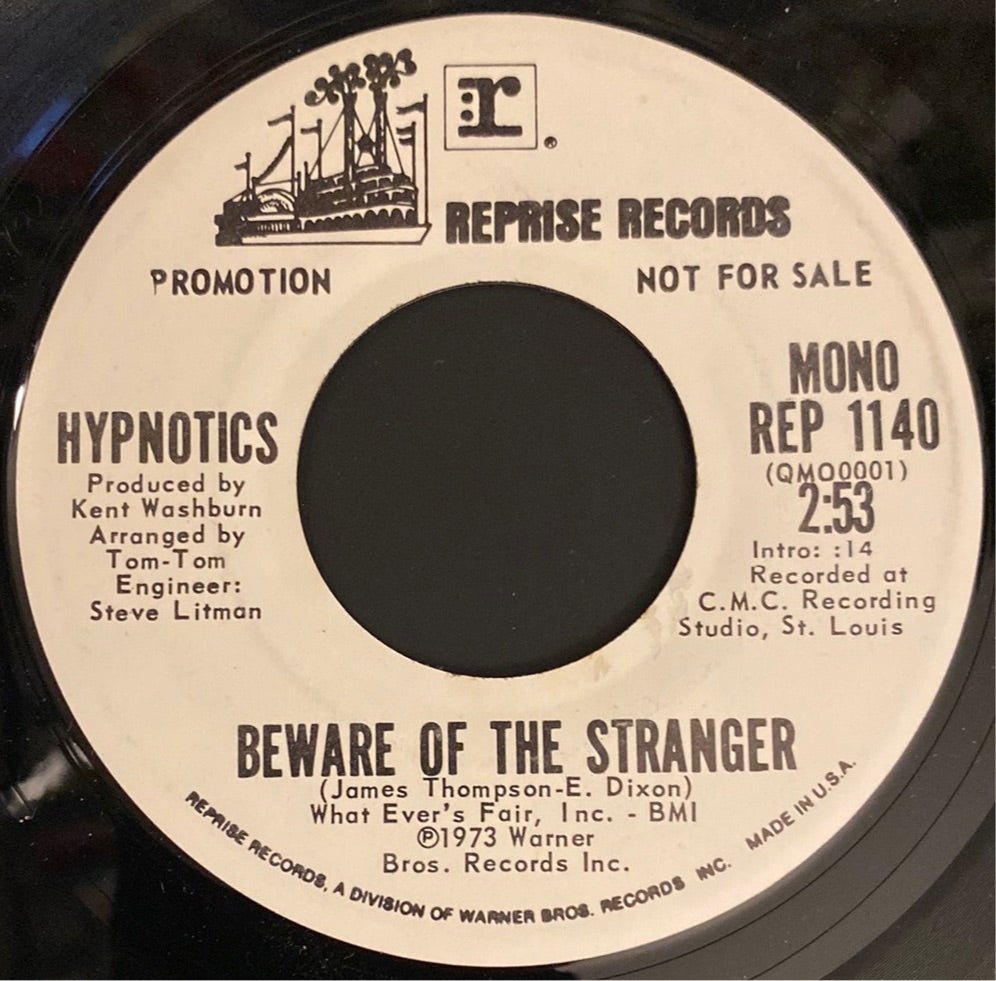 r
REPRISE RECORDS
PROMOTION
NOT FOR SALE
HYPNOTICS
Produced by
Kent Washburn
Arranged by
Tom-Tom
Engineer:
Steve Litman
MONO
REP 1140
(QMO0001)
2:53
Intro: :14
Recorded at
C.M.C. Recording
Studio, St. Louis
BEWARE OF THE STRANGER
(James Thompson-E. Dixon)
What Ever's Fair, Inc. - BMI
℗1973 Warner
Bros. Records Inc.
REPRISE RECORDS, A DIVISION OF WARNER BROS. RECORDS INC. MADE IN U.S.A.